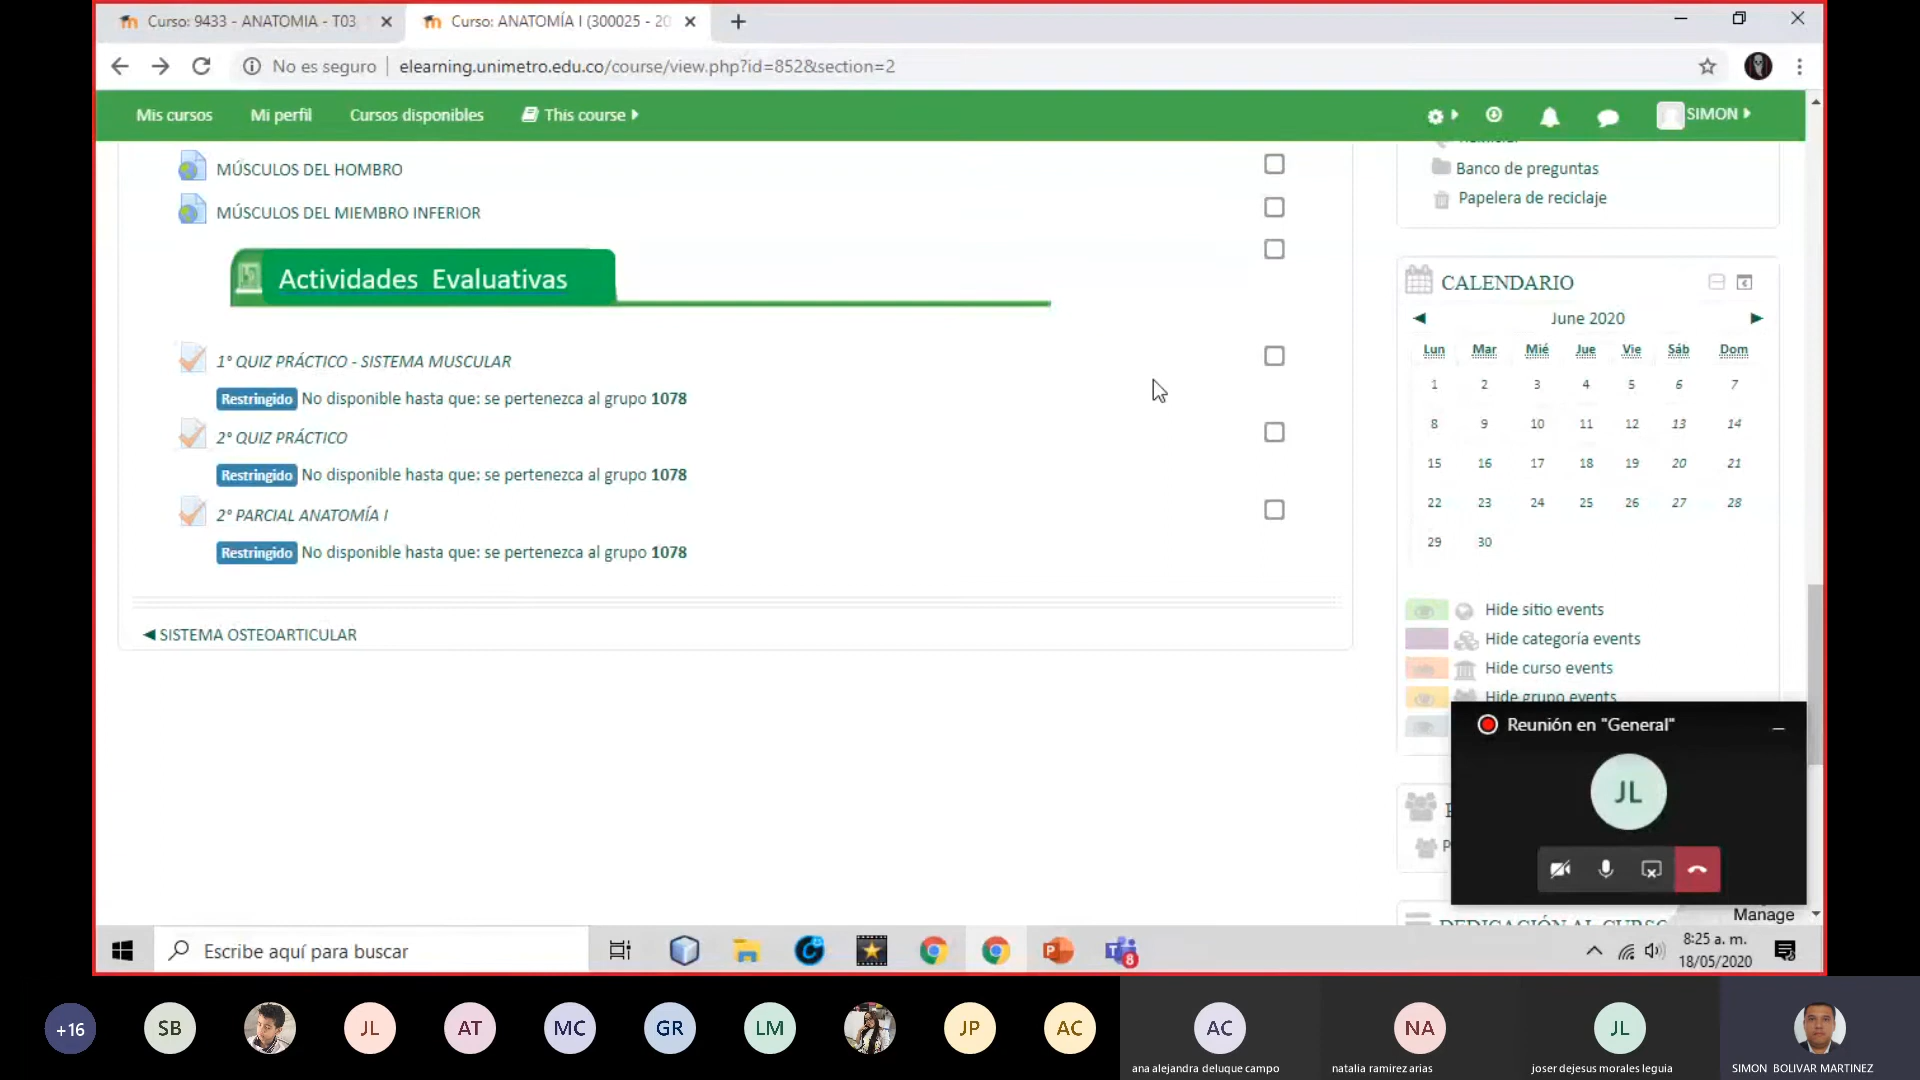 Curso: 9433 - ANATOMIA - T03
Curso: ANATOMÍA I (300025 - 20
No es seguro
elearning.unimetro.edu.co/course/view.php?id=852&section=2
Mis cursos
Mi perfil
Cursos disponibles
This course
SIMON
MÚSCULOS DEL HOMBRO
MÚSCULOS DEL MIEMBRO INFERIOR
Actividades Evaluativas
1° QUIZ PRÁCTICO - SISTEMA MUSCULAR
Restringido No disponible hasta que: se pertenezca al grupo 1078
2° QUIZ PRÁCTICO
Restringido No disponible hasta que: se pertenezca al grupo 1078
2° PARCIAL ANATOMÍA I
Restringido No disponible hasta que: se pertenezca al grupo 1078
SISTEMA OSTEOARTICULAR
Banco de preguntas
Papelera de reciclaje
CALENDARIO
June 2020
Lun Mar Mié Jue Vie Sáb Dom
1 2 3 4 5 6 7
8 9 10 11 12 13 14
15 16 17 18 19 20 21
22 23 24 25 26 27 28
29 30
Hide sitio events
Hide categoría events
Hide curso events
Hide grupo events
Reunión en "General"
JL
DEDICACIÓN AL CURSO
Manage
Escribe aquí para buscar
8
8:25 a. m.
18/05/2020
+16 SB JL AT MC GR LM JP AC AC NA JL
ana alejandra deluque campo
natalia ramirez arias
joser dejesus morales leguia
SIMON BOLIVAR MARTINEZ